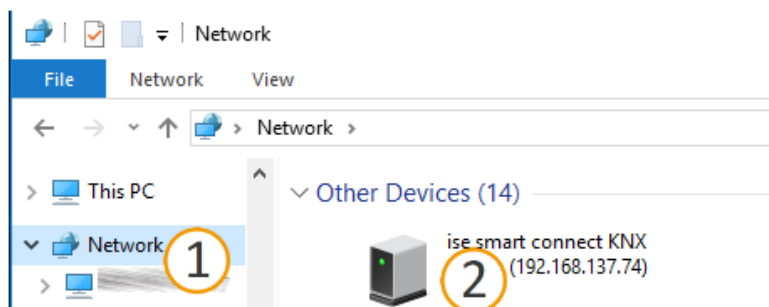 Network
File Network View
Network
This PC
Other Devices (14)
Network
1
ise smart connect KNX
2 (192.168.137.74)